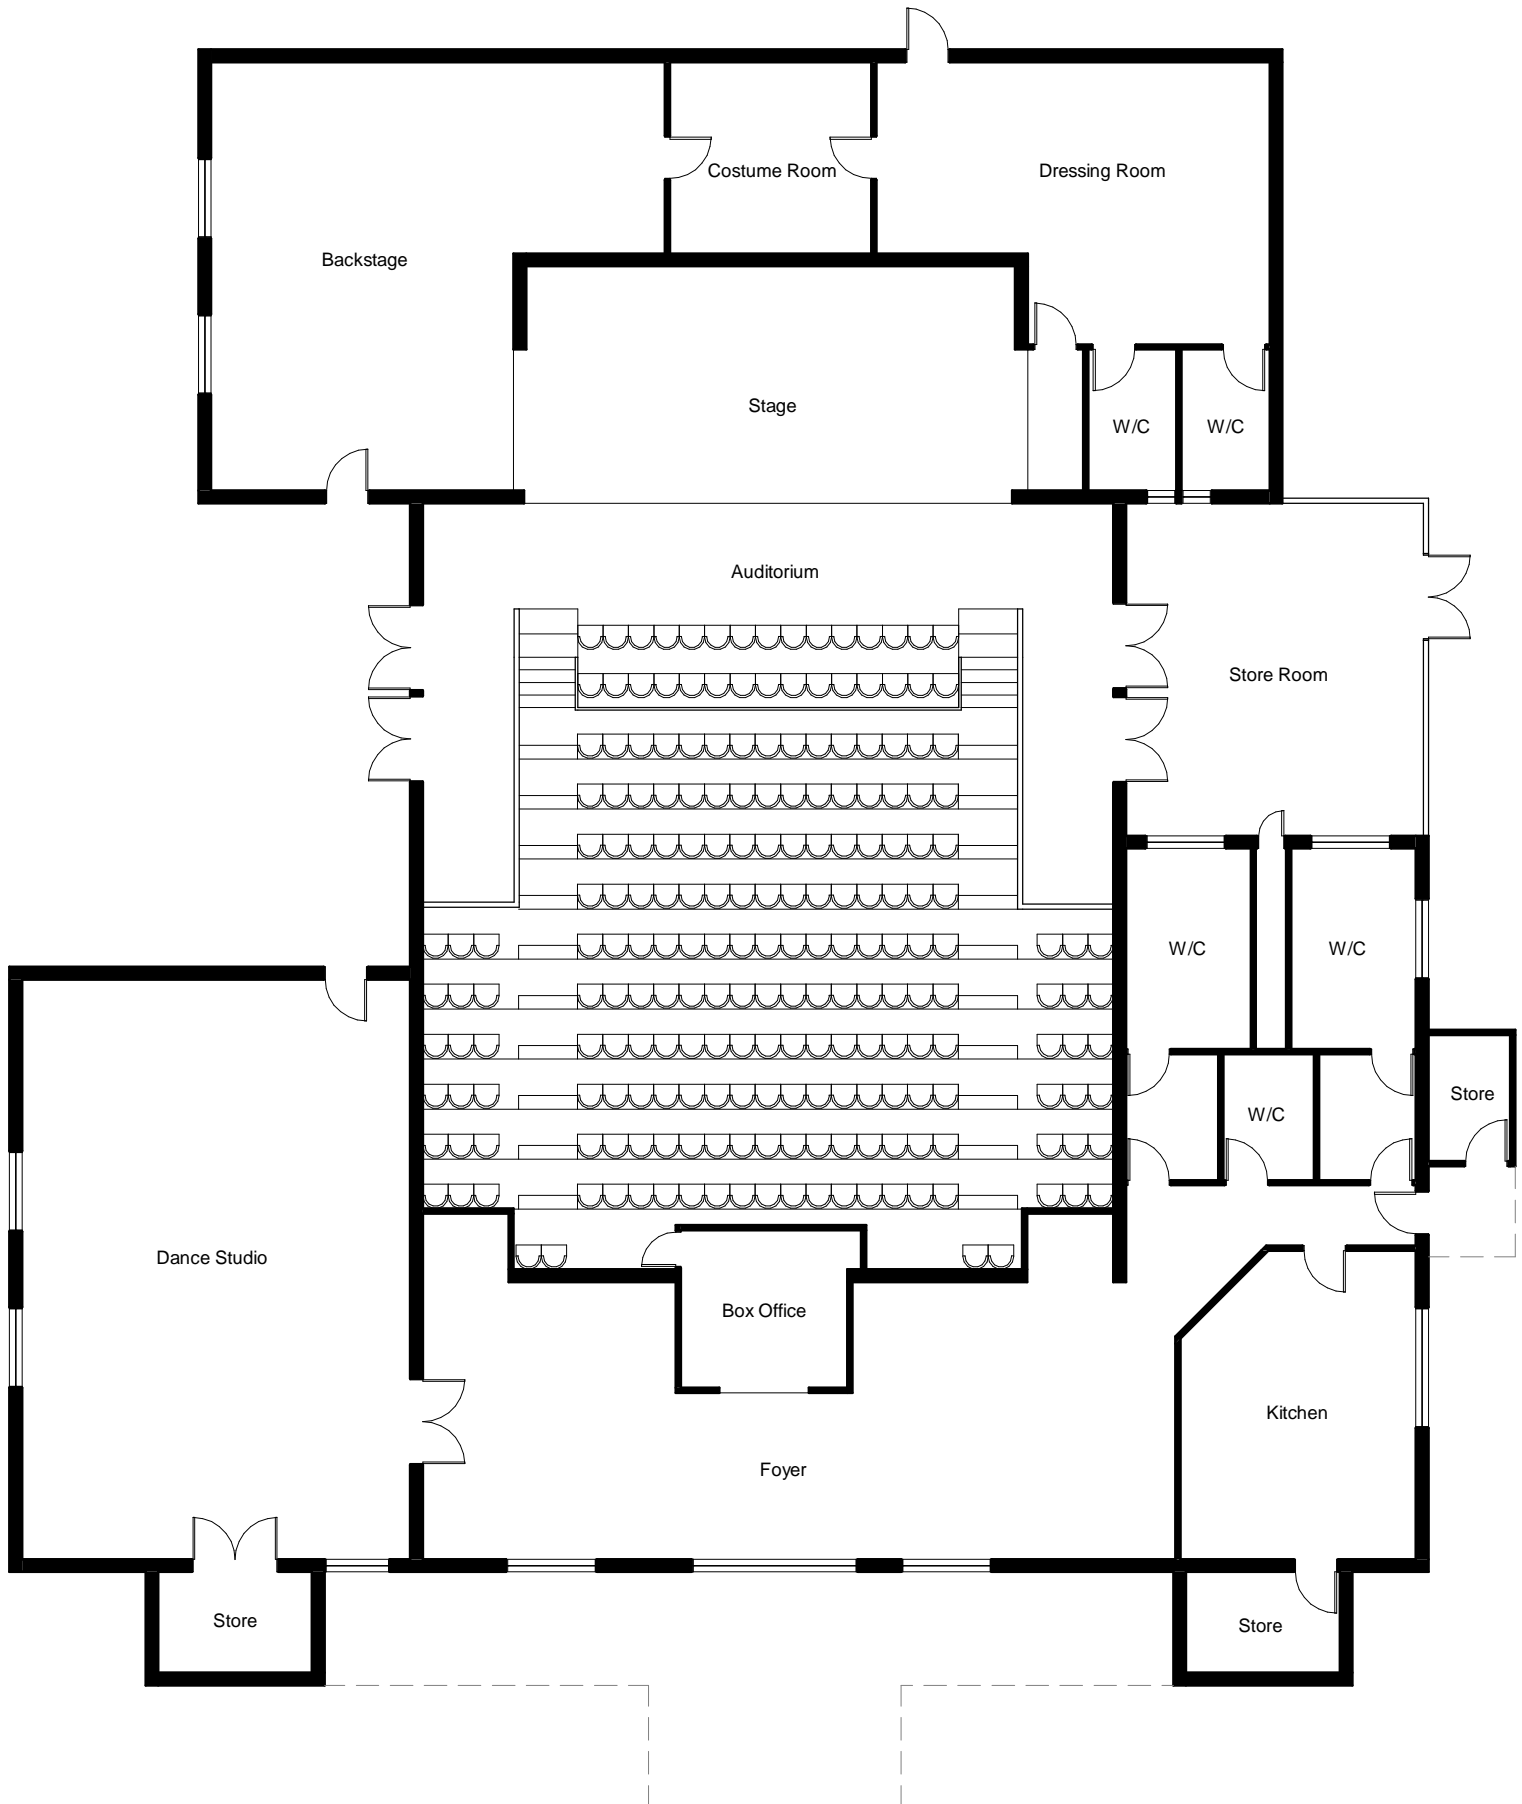 Costume Room
Dressing Room
Backstage
Stage
W/C
W/C
Auditorium
Store Room
W/C
W/C
Store
W/C
Dance Studio
Box Office
Kitchen
Foyer
Store
Store